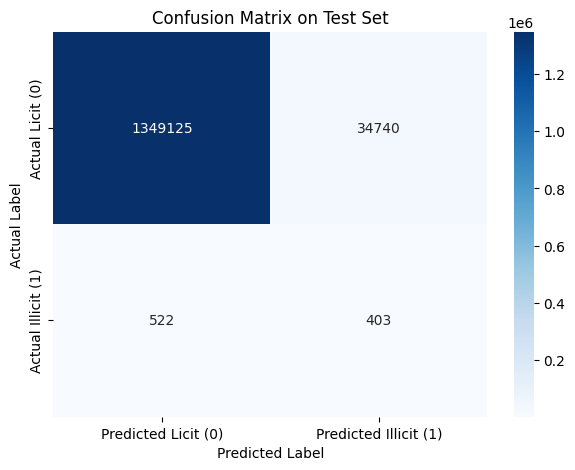 Confusion Matrix on Test Set
1e6
Actual Label
Actual Licit (0)
Actual Illicit (1)
1349125
34740
522
403
1.2
1.0
0.8
0.6
0.4
0.2
Predicted Licit (0)
Predicted Illicit (1)
Predicted Label